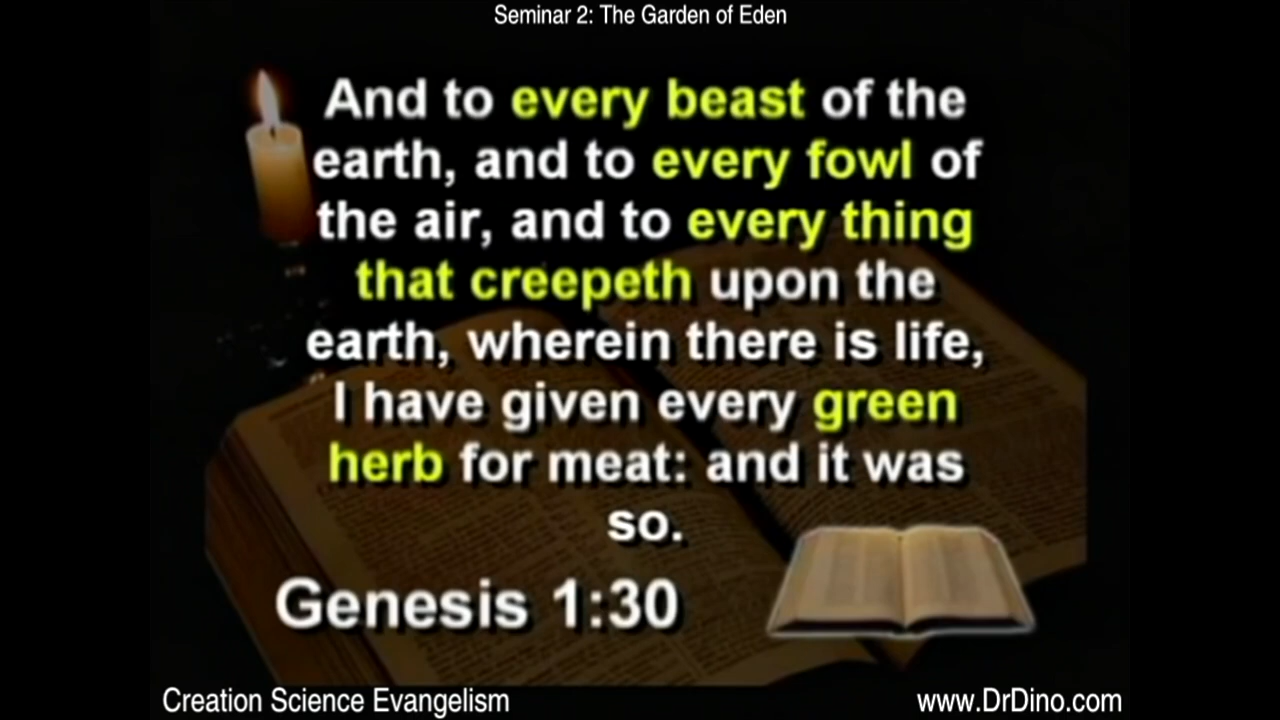 Seminar 2: The Garden of Eden
And to every beast of the
earth, and to every fowl of
the air, and to every thing
that creepeth upon the
earth, wherein there is life,
I have given every green
herb for meat: and it was
so.
Genesis 1:30
Creation Science Evangelism
www.DrDino.com